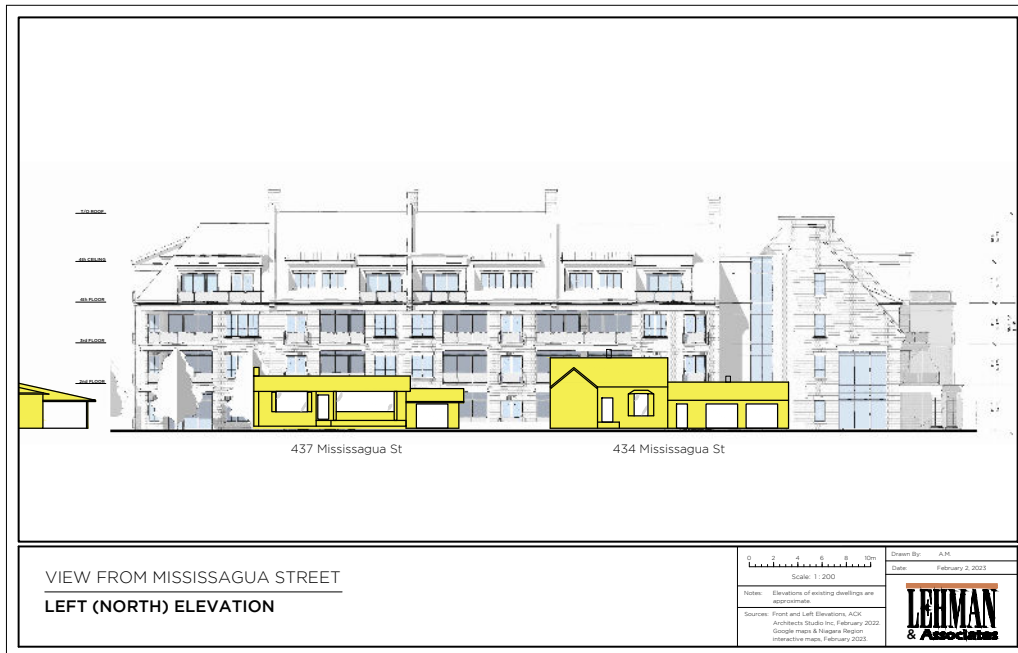 T/O ROOF
4th CEILING
4th FLOOR
3rd FLOOR
2nd FLOOR
437 Mississagua St
434 Mississagua St
VIEW FROM MISSISSAGUA STREET
LEFT (NORTH) ELEVATION
0 2 4 6 8 10m
Scale: 1 : 200
Notes: Elevations of existing dwellings are
approximate.
Sources: Front and Left Elevations, ACK
Architects Studio Inc, February 2022.
Google maps & Niagara Region
interactive maps, February 2023.
Drawn By: A.M.
Date: February 2, 2023
LEHMAN
& Associates